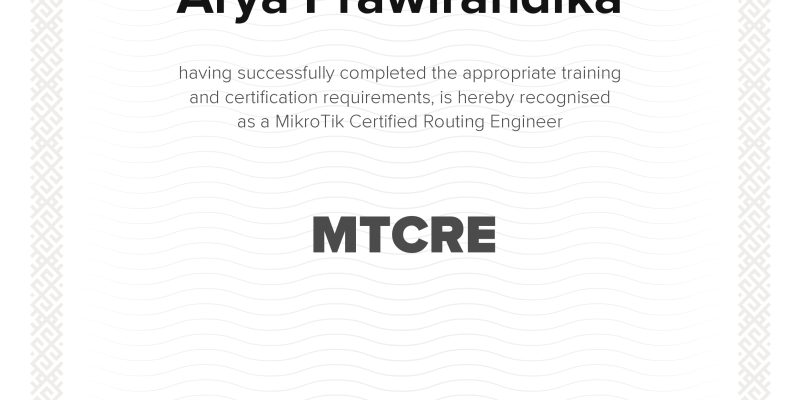 Arya Prawirandika
having successfully completed the appropriate training
and certification requirements, is hereby recognised
as a MikroTik Certified Routing Engineer
MTCRE